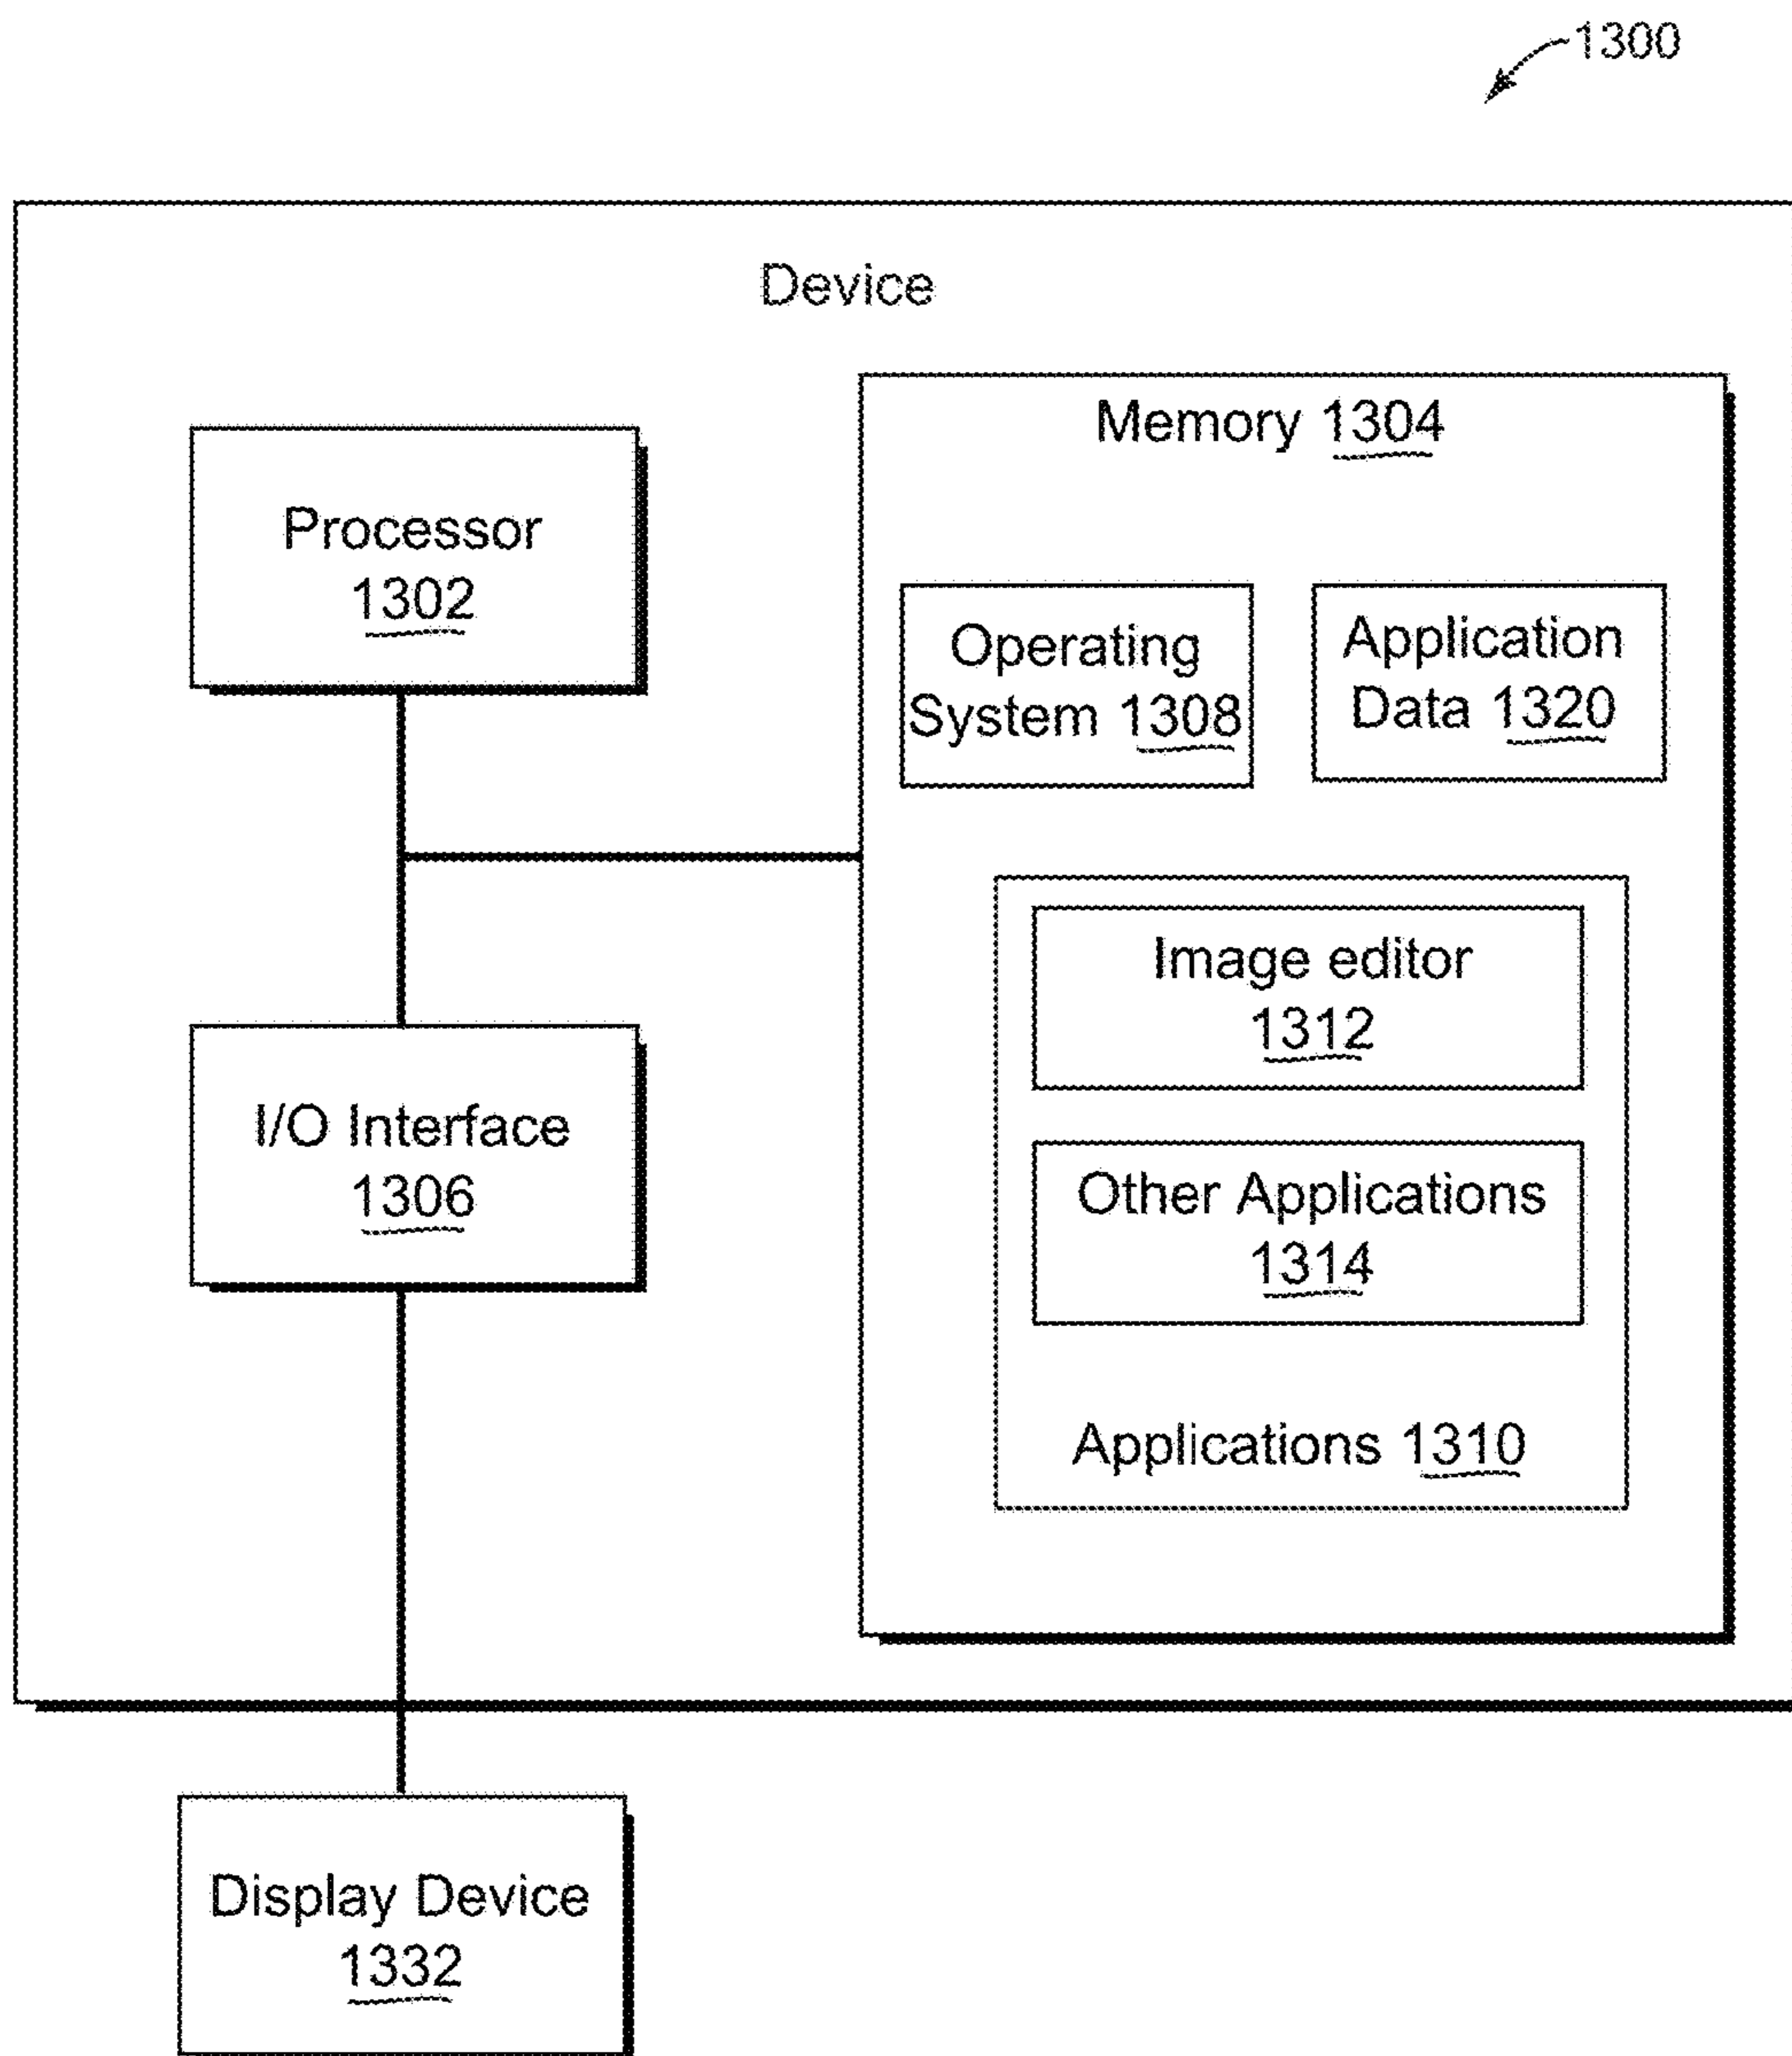 1300
Device
Processor
1302
Memory 1304
Operating
System 1308
Application
Data 1320
Image editor
1312
I/O Interface
1306
Other Applications
1314
Applications 1310
Display Device
1332